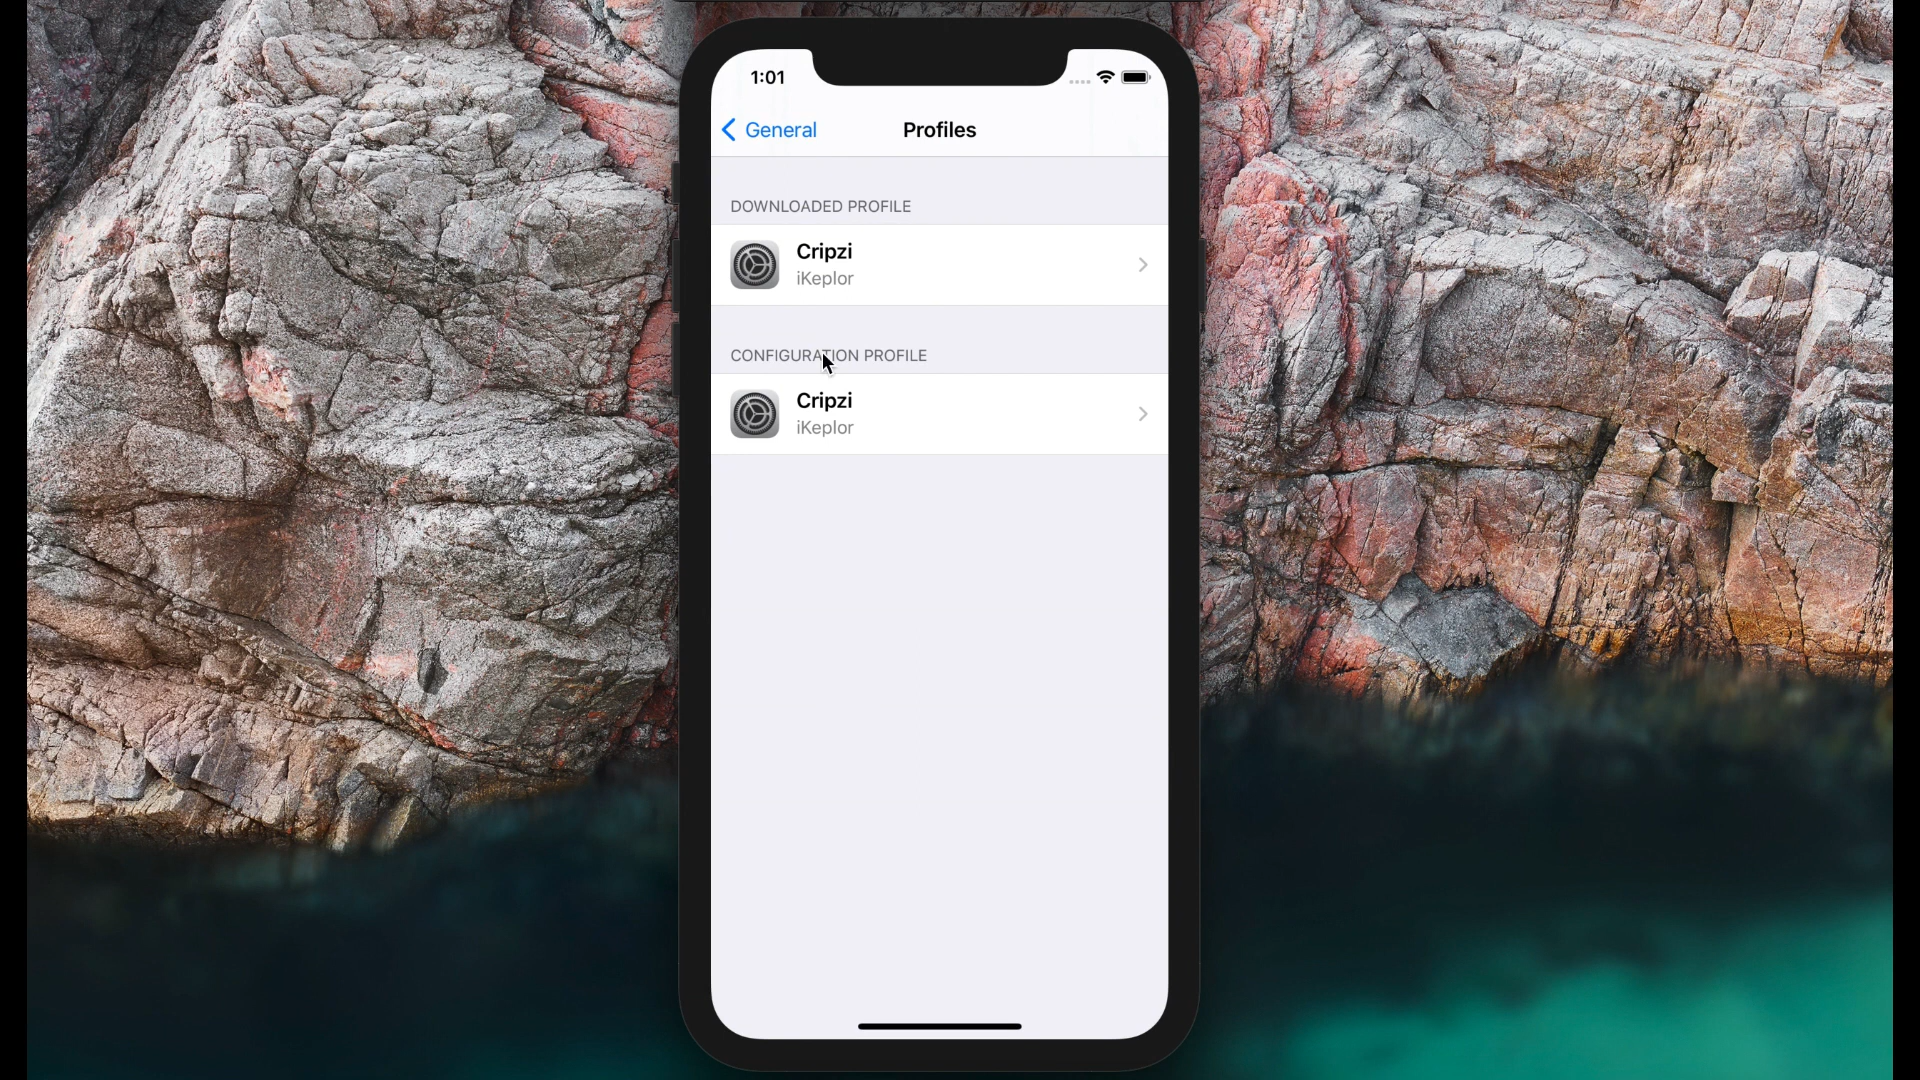 1:01
General
Profiles
DOWNLOADED PROFILE
Cripzi
iKeplor
CONFIGURATION PROFILE
Cripzi
iKeplor